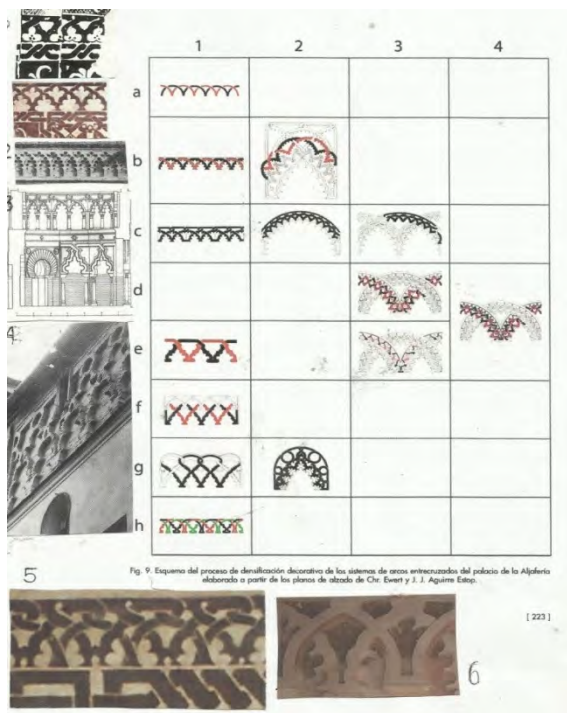 1 2 3 4
a
b
2
c
3
d
4
e
f
g
h
5
Fig. 9. Esquema del proceso de densificación decorativa de los sistemas de arcos entrecruzados del palacio de la Aljafería
elaborado a partir de los planos de alzado de Chr. Ewert y J. J. Aguirre Estop.
[ 223 ]
6